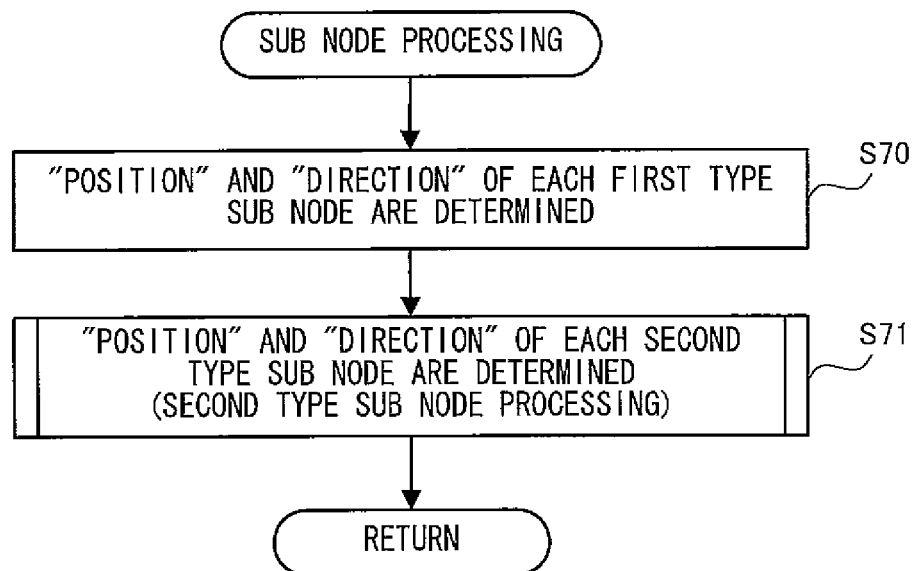 SUB NODE PROCESSING
"POSITION" AND "DIRECTION" OF EACH FIRST TYPE
SUB NODE ARE DETERMINED
S70
"POSITION" AND "DIRECTION" OF EACH SECOND
TYPE SUB NODE ARE DETERMINED
(SECOND TYPE SUB NODE PROCESSING)
S71
RETURN